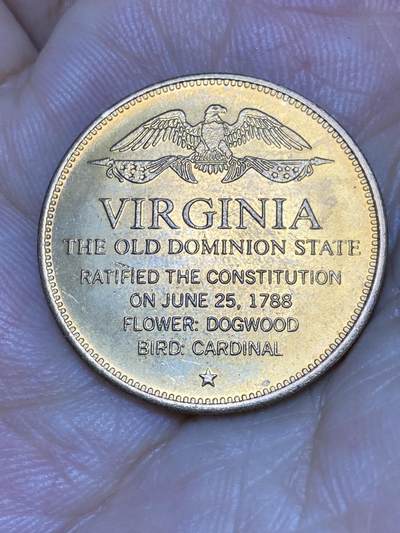 VIRGINIA
THE OLD DOMINION STATE
RATIFIED THE CONSTITUTION
ON JUNE 25, 1788
FLOWER: DOGWOOD
BIRD: CARDINAL